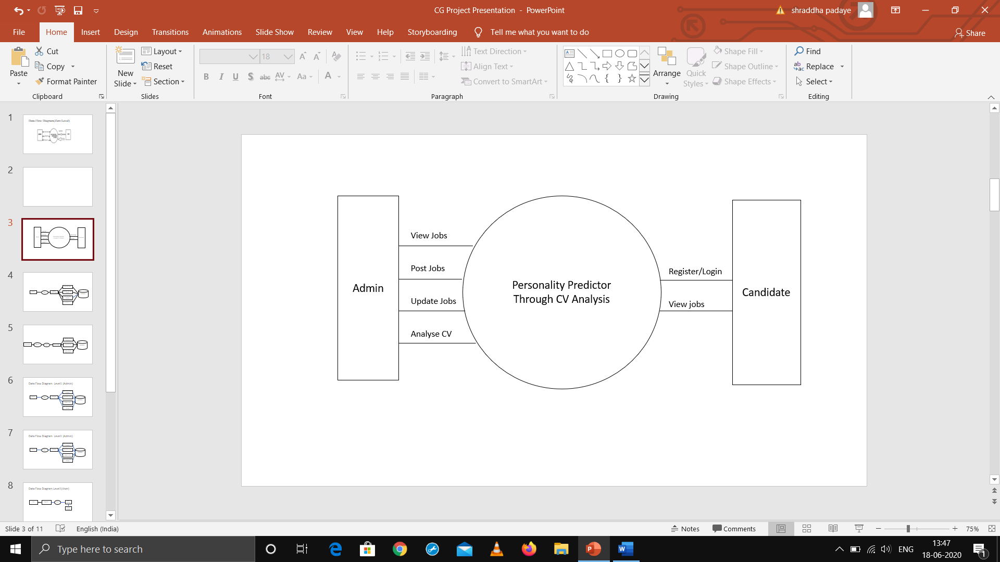 CG Project Presentation - PowerPoint
shraddha padaye
File
Home
Insert
Design
Transitions
Animations
Slide Show
Review
View
Help
Storyboarding
Tell me what you want to do
Share
Paste
Cut
Copy
Format Painter
Clipboard
New
Slide
Layout
Reset
Section
Slides
18
B I U S abc AV Aa A
Font
Text Direction
Align Text
Convert to SmartArt
Paragraph
Arrange
Quick
Styles
Shape Fill
Shape Outline
Shape Effects
Drawing
Find
Replace
Select
Editing
1
Data Flow Diagram(Zero Level)
2
3
4
5
6
Data Flow Diagram Level1 (Admin)
7
Data Flow Diagram Level1 (Admin)
8
Data Flow Diagram Level1(User)
Admin
View Jobs
Post Jobs
Update Jobs
Analyse CV
Personality Predictor
Through CV Analysis
Register/Login
View jobs
Candidate
Slide 3 of 11
English (India)
Notes
Comments
75%
Type here to search
ENG
13:47
18-06-2020
1